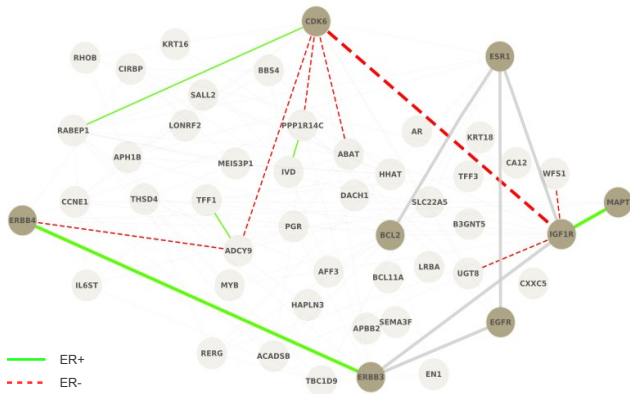 CDK6
KRT16
RHOB
ESR1
CIRBP
BBS4
SALL2
RABEP1
LONRF2
PPP1R14C
AR
KRT18
APH1B
MEIS3P1
ABAT
CA12
IVD
HHAT
TFF3
WFS1
CCNE1
THSD4
TFF1
DACH1
SLC22A5
MAPT
ERBB4
PGR
B3GNT5
BCL2
IGF1R
ADCY9
AFF3
LRBA
UGT8
IL6ST
MYB
BCL11A
CXXC5
HAPLN3
APBB2
SEMA3F
EGFR
RERG
ACADSB
ER+
TBC1D9
ERBB3
EN1
ER-